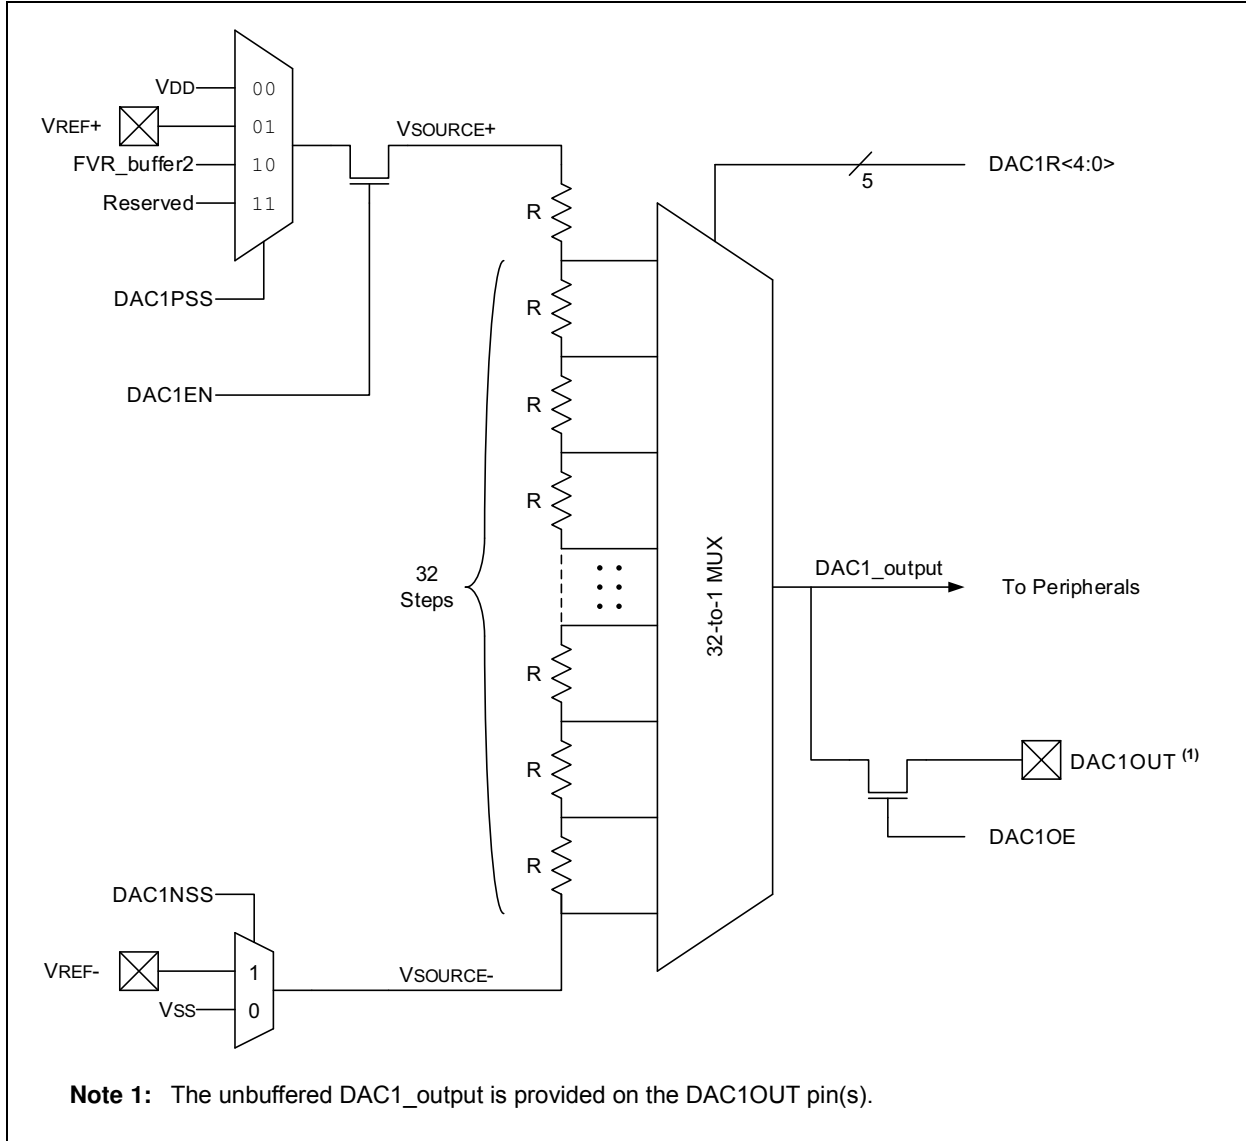 VDD
00
VREF+
01
VSOURCE+
FVR_buffer2
10
DAC1R<4:0>
5
Reserved
11
R
DAC1PSS
R
DAC1EN
R
R
32
Steps
32-to-1 MUX
DAC1_output
To Peripherals
R
R
DAC1OUT (1)
DAC1OE
R
DAC1NSS
VREF-
1
VSOURCE-
VSS
0
Note 1: The unbuffered DAC1_output is provided on the DAC1OUT pin(s).